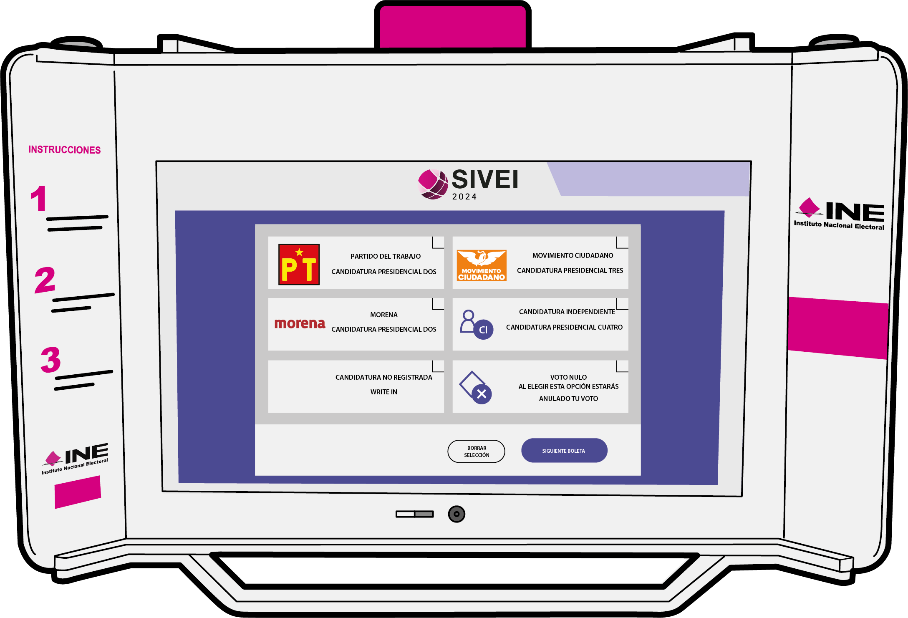 INSTRUCCIONES
1
2
3
INE
Instituto Nacional Electoral
SIVEI
2024
PT
PARTIDO DEL TRABAJO
CANDIDATURA PRESIDENCIAL DOS
MOVIMIENTO
CIUDADANO
MOVIMIENTO CIUDADANO
CANDIDATURA PRESIDENCIAL TRES
morena
MORENA
CANDIDATURA PRESIDENCIAL DOS
CI
CANDIDATURA INDEPENDIENTE
CANDIDATURA PRESIDENCIAL CUATRO
CANDIDATURA NO REGISTRADA
WRITE IN
VOTO NULO
AL ELEGIR ESTA OPCIÓN ESTARÁS
ANULADO TU VOTO
BORRAR
SELECCIÓN
SIGUIENTE BOLETA
INE
Instituto Nacional Electoral